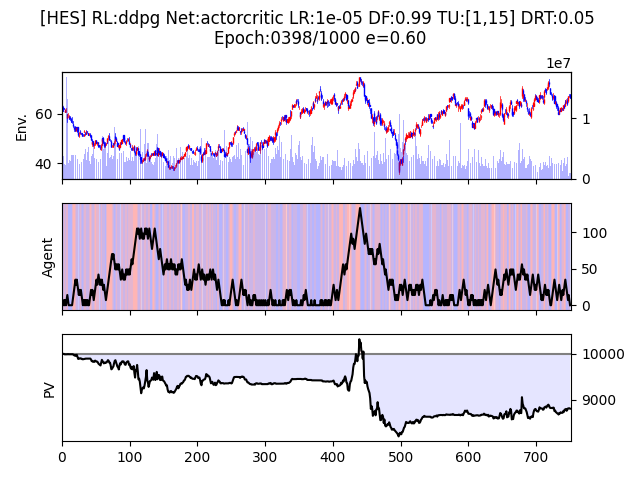 [HES] RL:ddpg Net:actorcritic LR:1e-05 DF:0.99 TU:[1,15] DRT:0.05
Epoch:0398/1000 e=0.60
1e7
Env.
60
40
1
0
Agent
100
50
0
PV
10000
9000
0 100 200 300 400 500 600 700